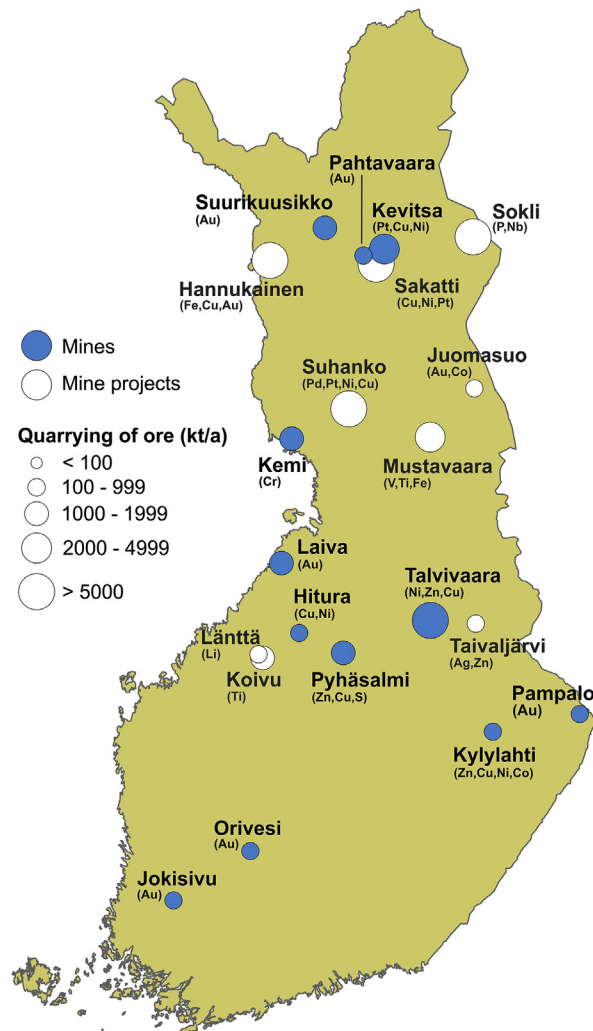 Pahtavaara
(Au)
Suurikuusikko
(Au)
Kevitsa
(Pt,Cu,Ni)
Sokli
(P,Nb)
Hannukainen
(Fe,Cu,Au)
Sakatti
(Cu,Ni,Pt)
Mines
Mine projects
Suhanko
(Pd,Pt,Ni,Cu)
Juomasuo
(Au,Co)
Quarrying of ore (kt/a)
< 100
100 - 999
1000 - 1999
2000 - 4999
> 5000
Kemi
(Cr)
Mustavaara
(V,Ti,Fe)
Laiva
(Au)
Talvivaara
(Ni,Zn,Cu)
Hitura
(Cu,Ni)
Länttä
(Li)
Koivu
(Ti)
Pyhäsalmi
(Zn,Cu,S)
Taivaljärvi
(Ag,Zn)
Pampalo
(Au)
Kylylahti
(Zn,Cu,Ni,Co)
Orivesi
(Au)
Jokisivu
(Au)